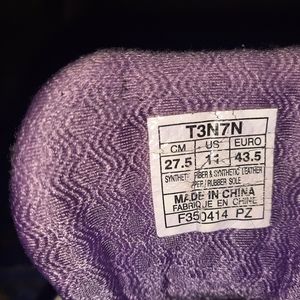 T3N7N
CM US EURO
27.5 11 43.5
SYNTHETIC FIBER & SYNTHETIC LEATHER
UPPER / RUBBER SOLE
MADE IN CHINA
FABRIQUE EN CHINE
F350414 PZ